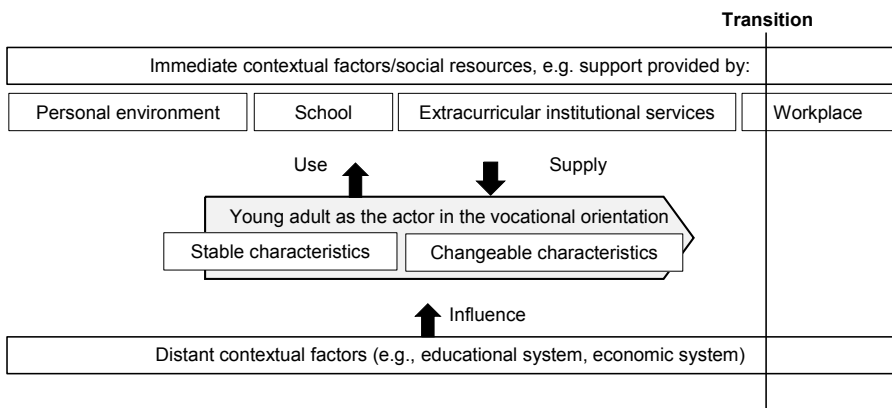 Transition
Immediate contextual factors/social resources, e.g. support provided by:
Personal environment
School
Extracurricular institutional services
Workplace
Use
Supply
Young adult as the actor in the vocational orientation
Stable characteristics
Changeable characteristics
Influence
Distant contextual factors (e.g., educational system, economic system)